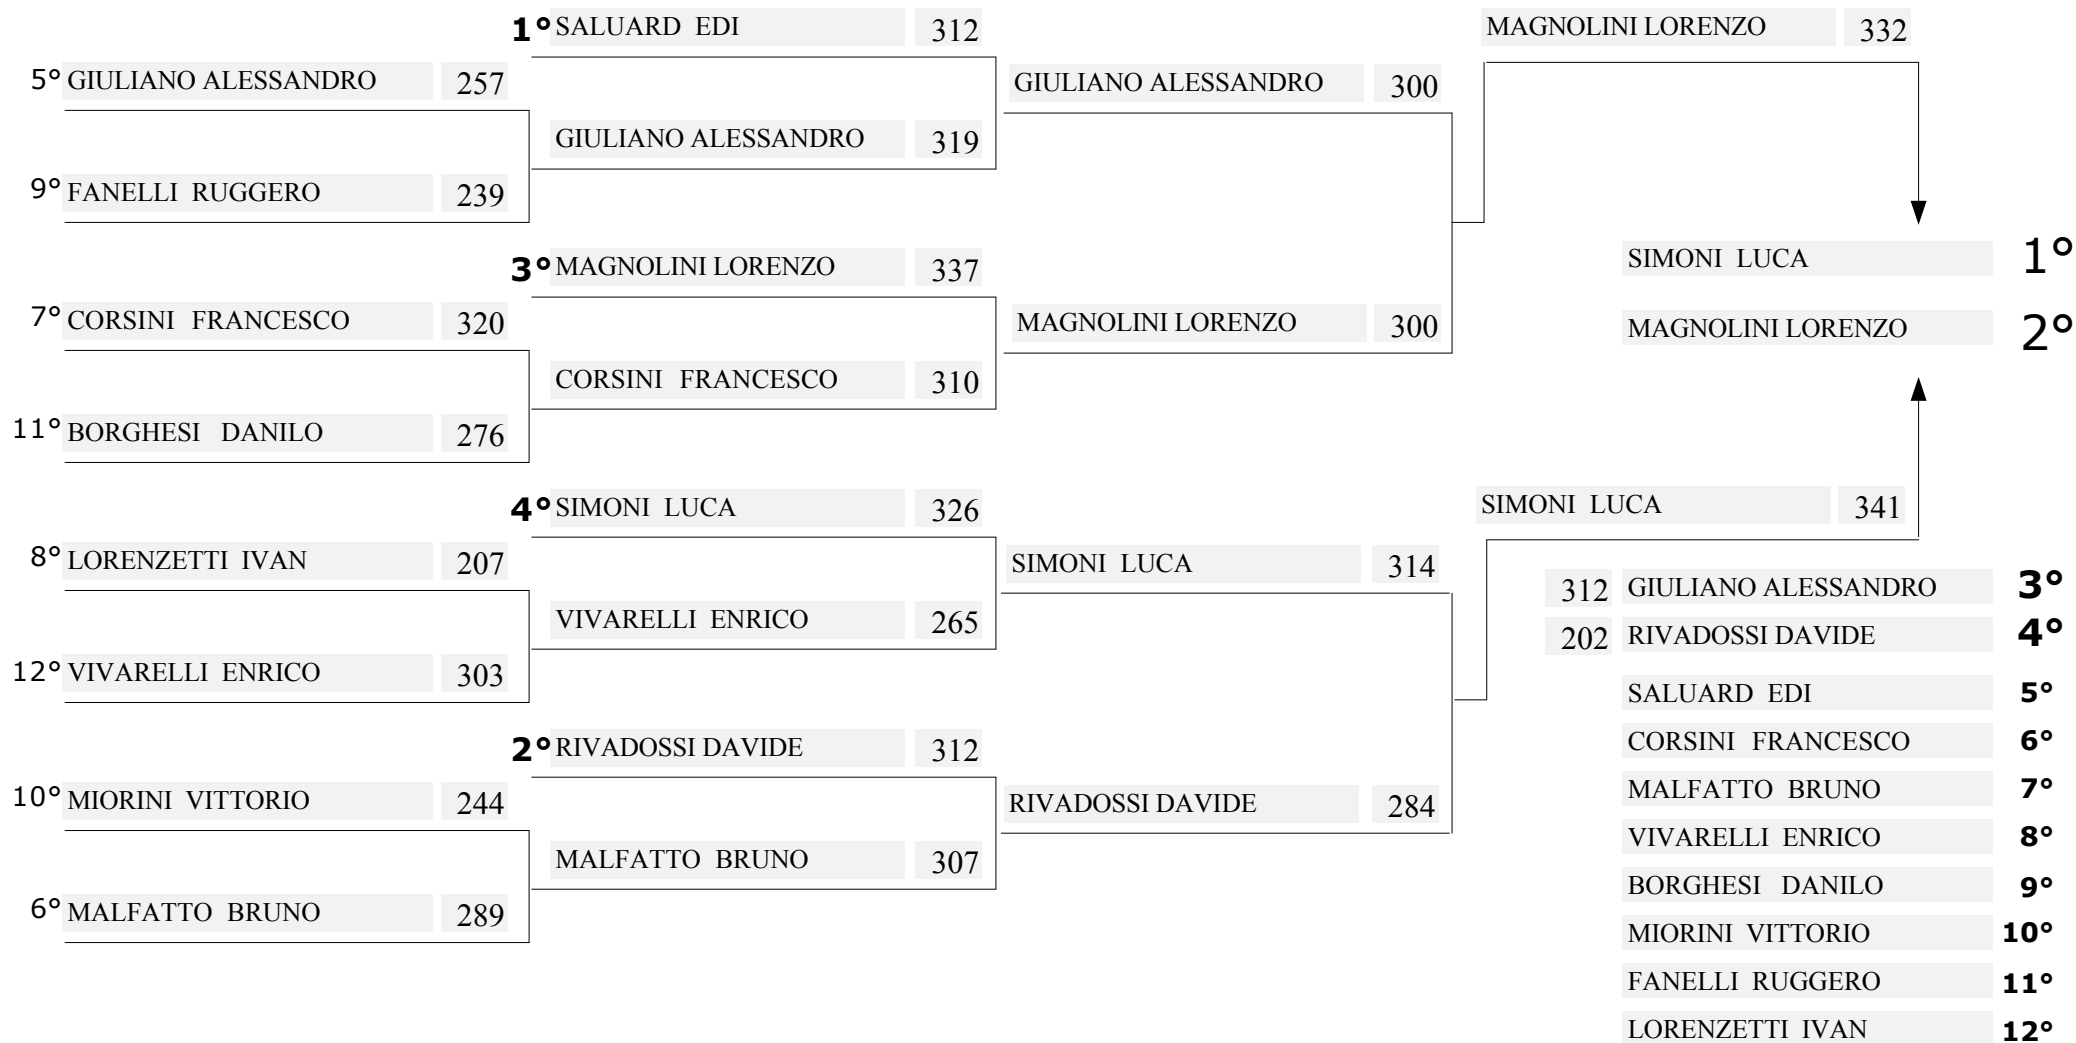 1° SALUARD EDI 312
MAGNOLINI LORENZO 332
5° GIULIANO ALESSANDRO 257
GIULIANO ALESSANDRO 300
GIULIANO ALESSANDRO 319
9° FANELLI RUGGERO 239
SIMONI LUCA 1°
3° MAGNOLINI LORENZO 337
7° CORSINI FRANCESCO 320
MAGNOLINI LORENZO 300
MAGNOLINI LORENZO 2°
CORSINI FRANCESCO 310
11° BORGHESI DANILO 276
4° SIMONI LUCA 326
SIMONI LUCA 341
8° LORENZETTI IVAN 207
SIMONI LUCA 314
312 GIULIANO ALESSANDRO 3°
VIVARELLI ENRICO 265
202 RIVADOSSI DAVIDE 4°
12° VIVARELLI ENRICO 303
SALUARD EDI 5°
2° RIVADOSSI DAVIDE 312
CORSINI FRANCESCO 6°
10° MIORINI VITTORIO 244
RIVADOSSI DAVIDE 284
MALFATTO BRUNO 7°
VIVARELLI ENRICO 8°
MALFATTO BRUNO 307
BORGHESI DANILO 9°
6° MALFATTO BRUNO 289
MIORINI VITTORIO 10°
FANELLI RUGGERO 11°
LORENZETTI IVAN 12°